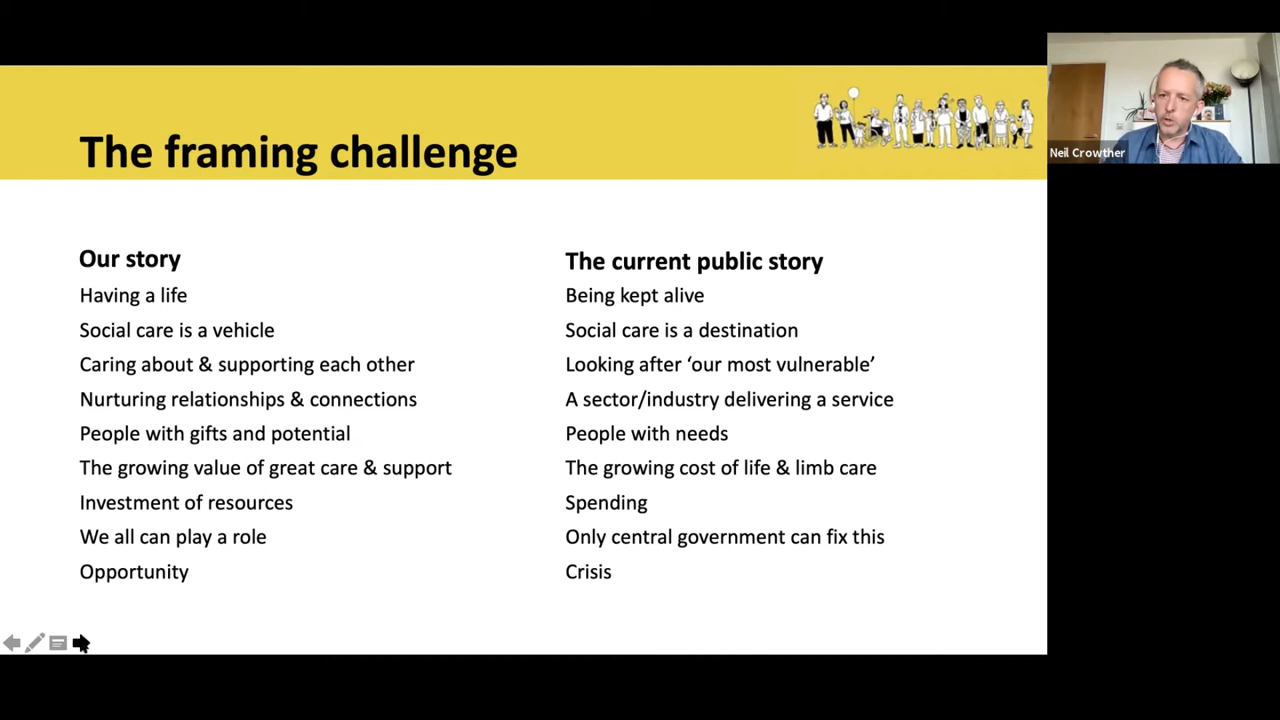 The framing challenge
Neil Crowther
Our story
Having a life
Social care is a vehicle
Caring about & supporting each other
Nurturing relationships & connections
People with gifts and potential
The growing value of great care & support
Investment of resources
We all can play a role
Opportunity
The current public story
Being kept alive
Social care is a destination
Looking after ‘our most vulnerable’
A sector/industry delivering a service
People with needs
The growing cost of life & limb care
Spending
Only central government can fix this
Crisis